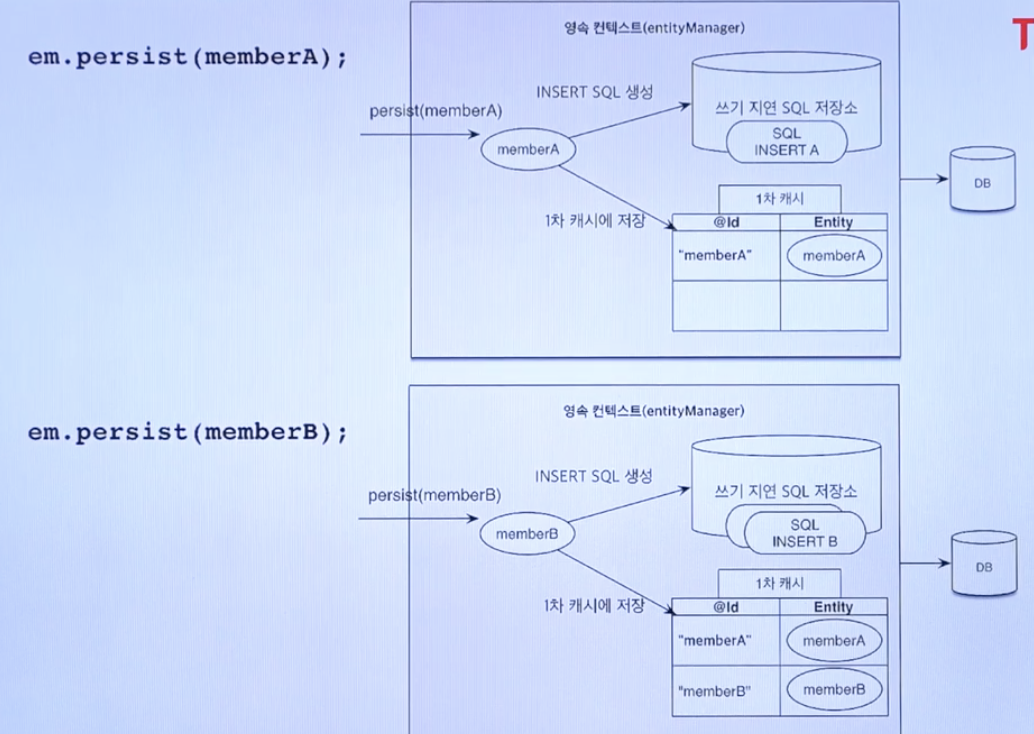 영속 컨텍스트(entityManager)
T
em.persist(memberA);
INSERT SQL 생성
persist(memberA)
쓰기 지연 SQL 저장소
memberA
SQL
INSERT A
DB
1차 캐시
1차 캐시에 저장
@Id
Entity
"memberA"
memberA
영속 컨텍스트(entityManager)
em.persist(memberB);
INSERT SQL 생성
persist(memberB)
쓰기 지연 SQL 저장소
memberB
SQL
INSERT B
DB
1차 캐시
1차 캐시에 저장
@Id
Entity
"memberA"
memberA
"memberB"
memberB